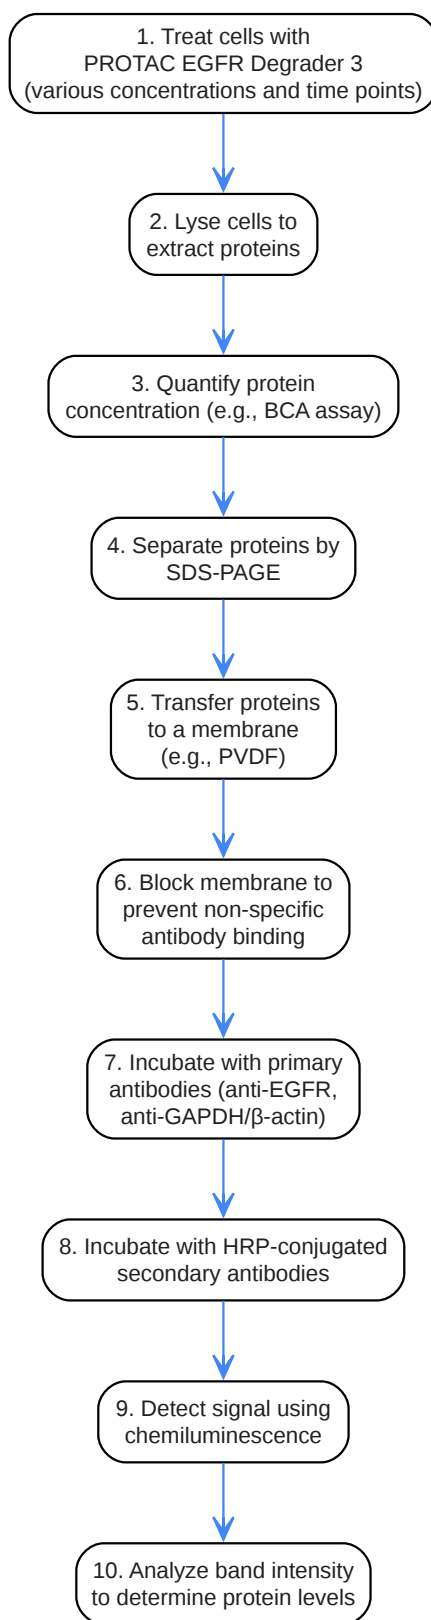 1. Treat cells with
PROTAC EGFR Degrader 3
(various concentrations and time points)
2. Lyse cells to
extract proteins
3. Quantify protein
concentration (e.g., BCA assay)
4. Separate proteins by
SDS-PAGE
5. Transfer proteins
to a membrane
(e.g., PVDF)
6. Block membrane to
prevent non-specific
antibody binding
7. Incubate with primary
antibodies (anti-EGFR,
anti-GAPDH/β-actin)
8. Incubate with HRP-conjugated
secondary antibodies
9. Detect signal using
chemiluminescence
10. Analyze band intensity
to determine protein levels